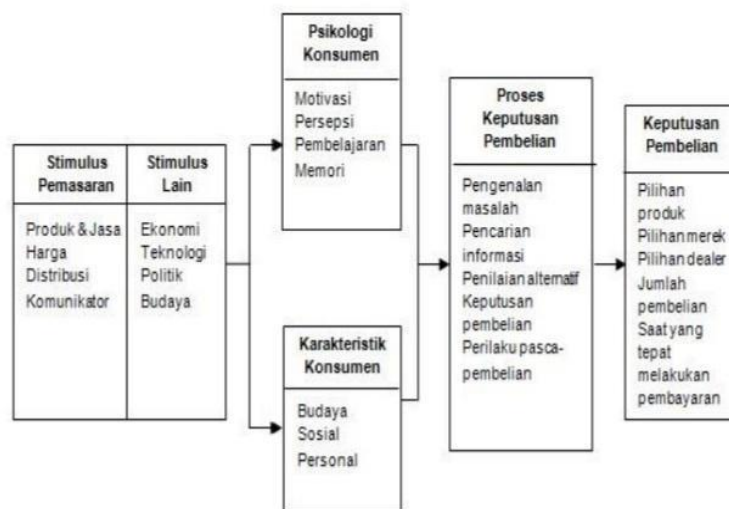 Psikologi
Konsumen
Motivasi
Persepsi
Pembelajaran
Memori
Stimulus
Pemasaran
Produk & Jasa
Harga
Distribusi
Komunikator
Stimulus
Lain
Ekonomi
Teknologi
Politik
Budaya
Karakteristik
Konsumen
Budaya
Sosial
Personal
Proses
Keputusan
Pembelian
Pengenalan
masalah
Pencarian
informasi
Penilaian alternatif
Keputusan
pembelian
Perilaku pasca-
pembelian
Keputusan
Pembelian
Pilihan
produk
Pilihan merek
Pilihan dealer
Jumlah
pembelian
Saat yang
tepat
melakukan
pembayaran